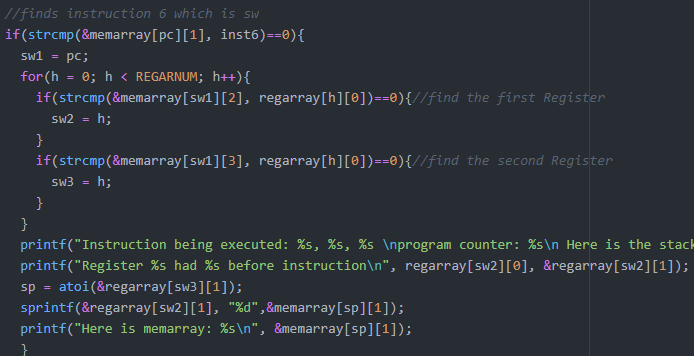 //finds instruction 6 which is sw
if(strcmp(&memarray[pc][1], inst6)==0){
sw1 = pc;
for(h = 0; h < REGARNUM; h++){
if(strcmp(&memarray[sw1][2], regarray[h][0])==0){//find the first Register
sw2 = h;
}
if(strcmp(&memarray[sw1][3], regarray[h][0])==0){//find the second Register
sw3 = h;
}
}
printf("Instruction being executed: %s, %s, %s \nprogram counter: %s\n Here is the stack
printf("Register %s had %s before instruction\n", regarray[sw2][0], &regarray[sw2][1]);
sp = atoi(&regarray[sw3][1]);
sprintf(&regarray[sw2][1], "%d",&memarray[sp][1]);
printf("Here is memarray: %s\n", &memarray[sp][1]);
}